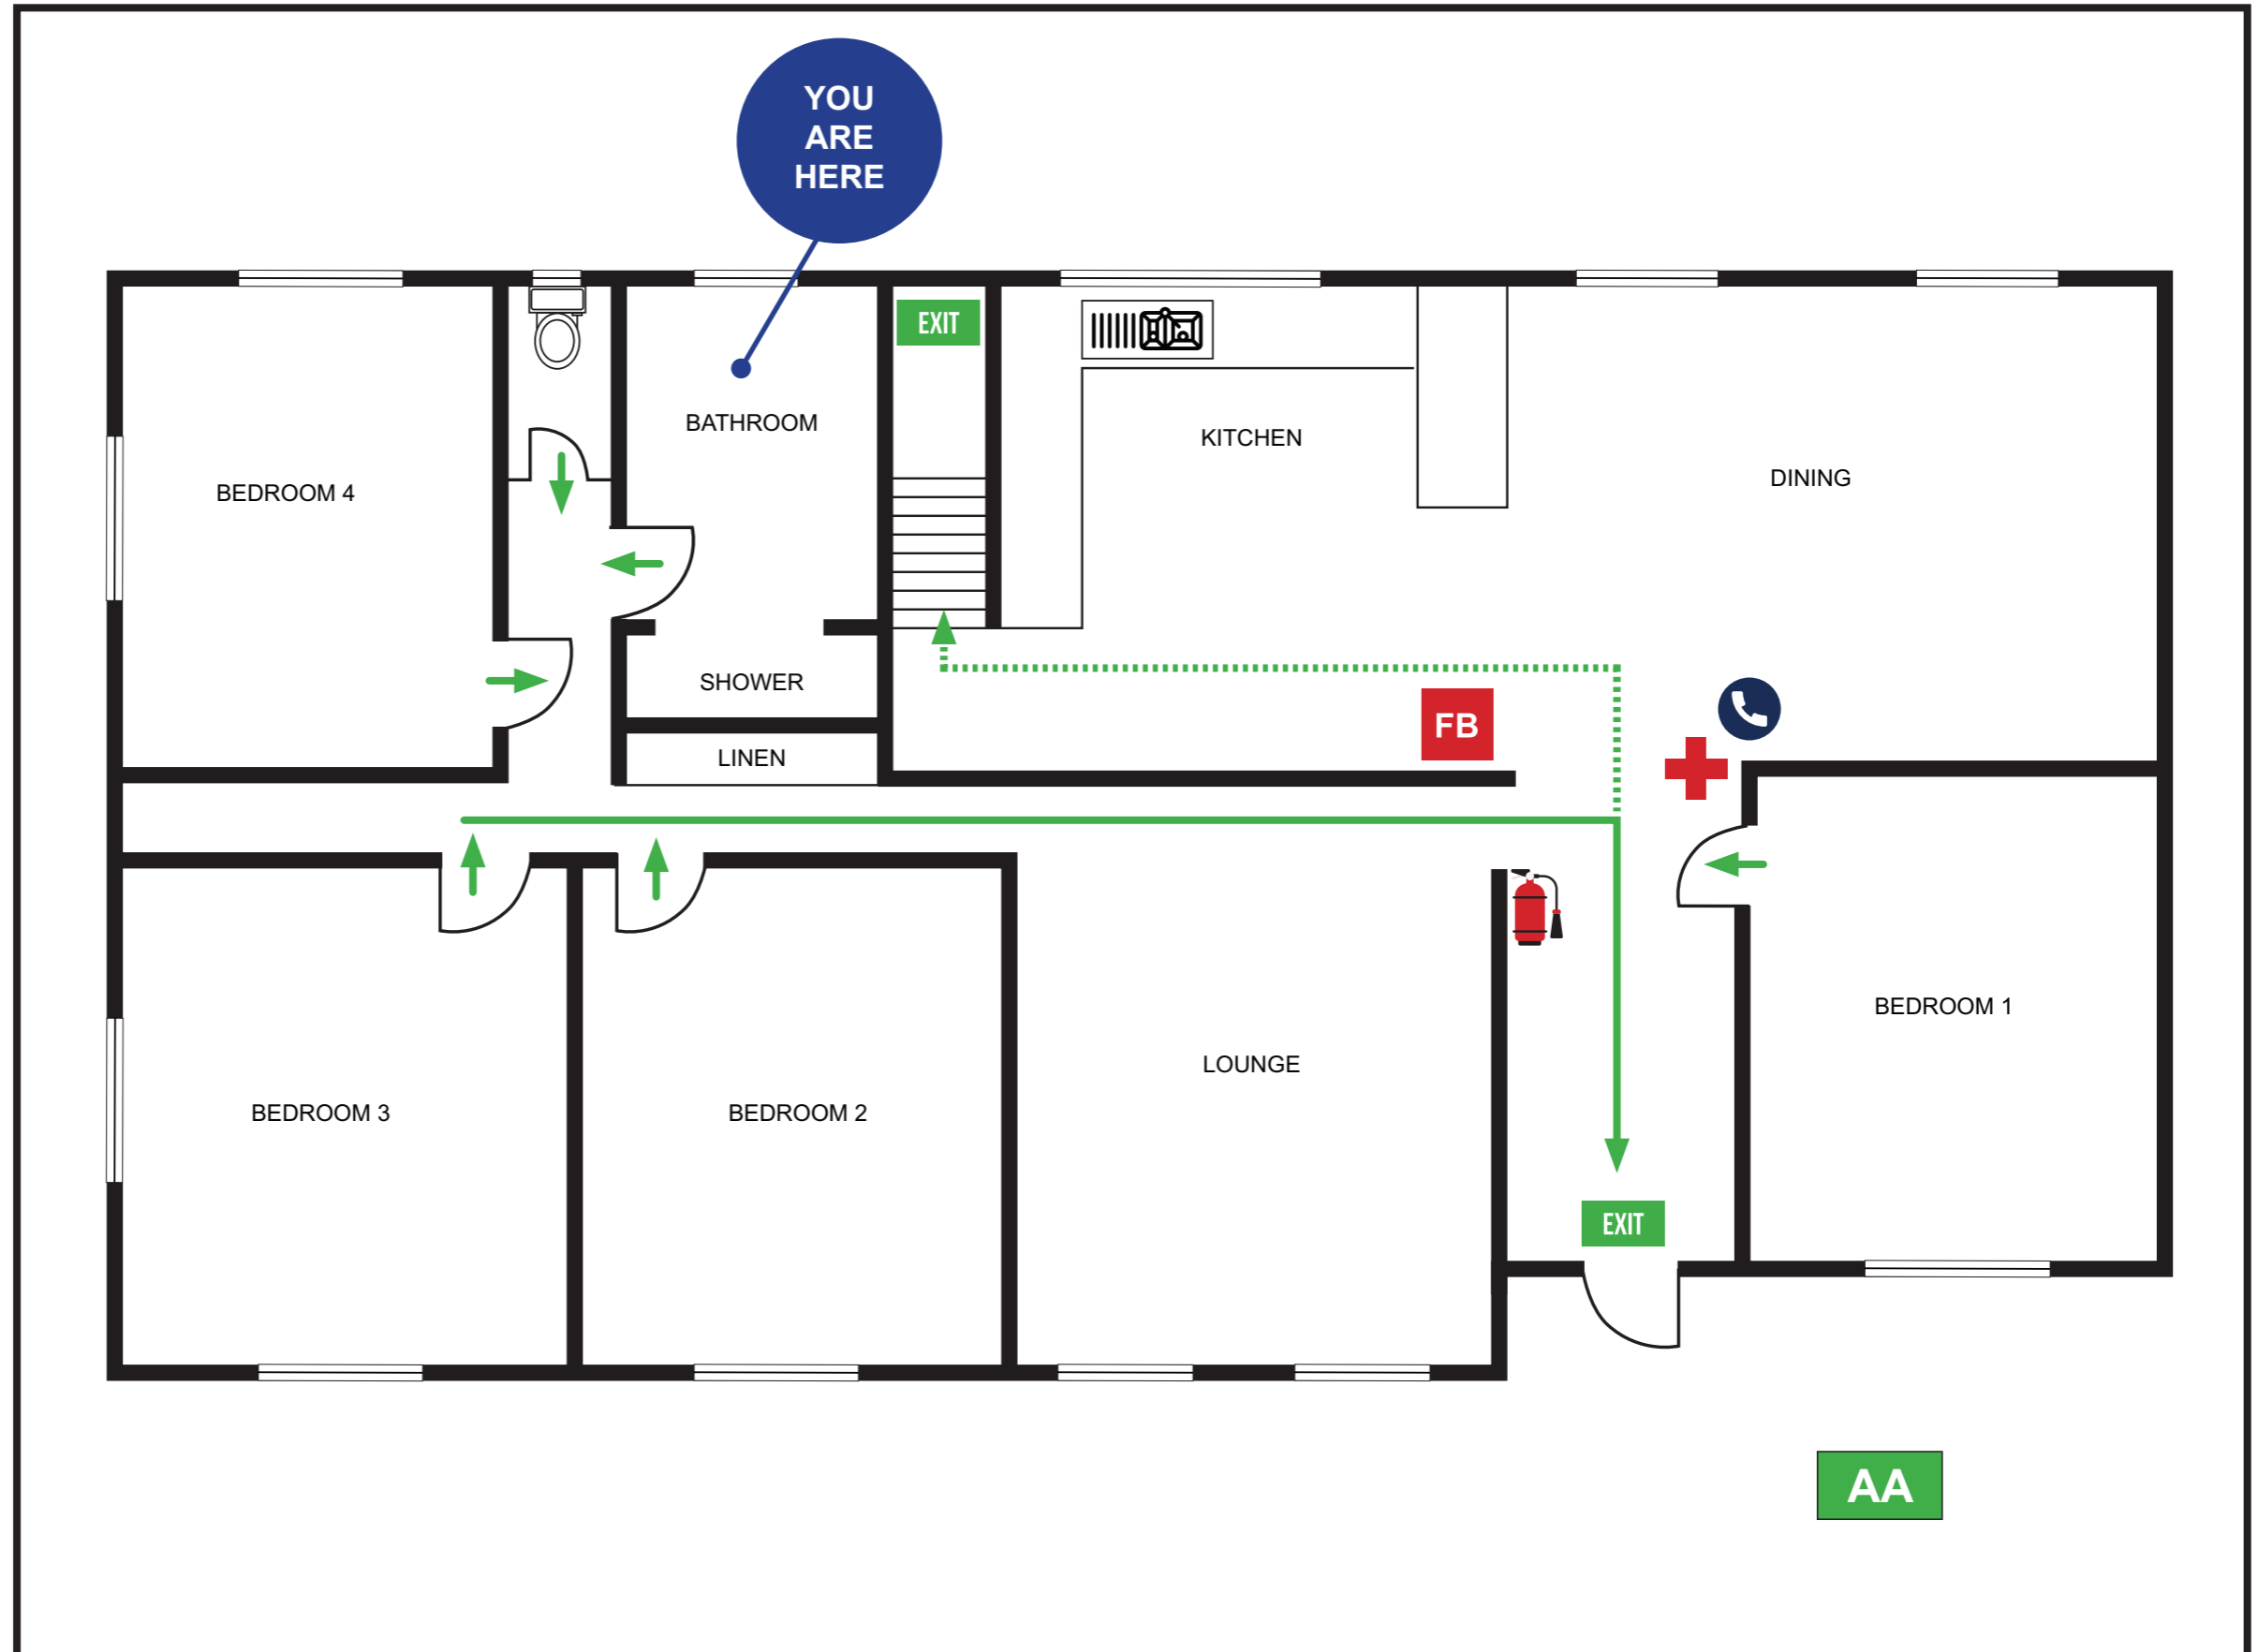 YOU
ARE
HERE
EXIT
BATHROOM
KITCHEN
DINING
BEDROOM 4
SHOWER
FB
LINEN
BEDROOM 1
LOUNGE
BEDROOM 3
BEDROOM 2
EXIT
AA